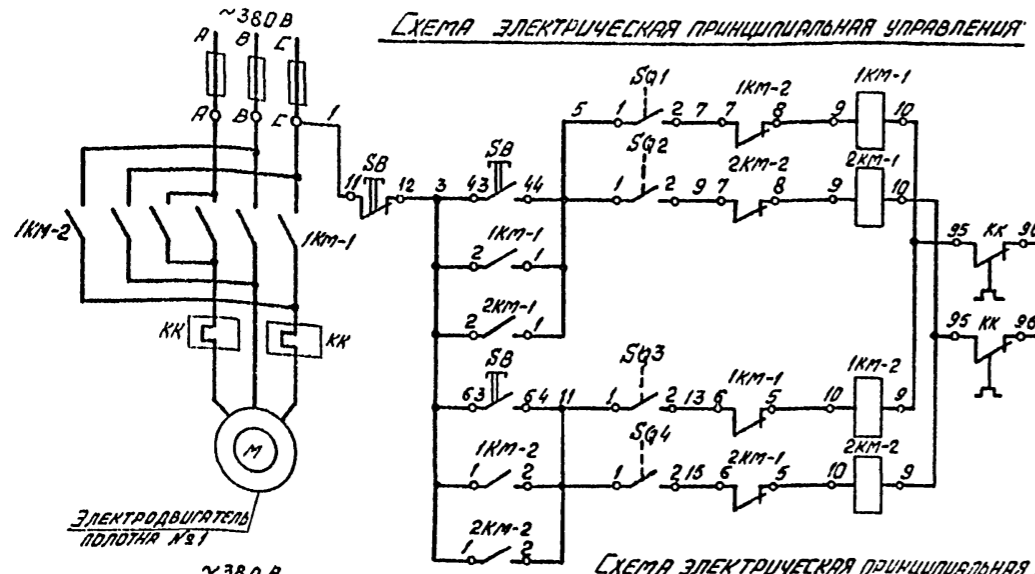 ~380В
СХЕМА ЭЛЕКТРИЧЕСКАЯ ПРИНЦИПИАЛЬНАЯ УПРАВЛЕНИЯ
А В С
А В С 1
SQ1 1КМ-2 1КМ-1
5 1 2 7 7 8 9 10
SB SB SQ2 2КМ-2 2КМ-1
11 12 3 43 44 1 2 9 7 8 9 10
1КМ-2 1КМ-1
1КМ-1
2 1
95 КК 96
2КМ-1
2 1
КК КК
95 КК 96
SB SQ3 1КМ-1 1КМ-2
63 64 11 1 2 13 6 5 10 9
М
1КМ-2 SQ4 2КМ-1 2КМ-2
1 2 1 2 15 6 5 10 9
ЭЛЕКТРОДВИГАТЕЛЬ
ПОЛОТНА №1
2КМ-2
1 2
~380В
СХЕМА ЭЛЕКТРИЧЕСКАЯ ПРИНЦИПИАЛЬНАЯ